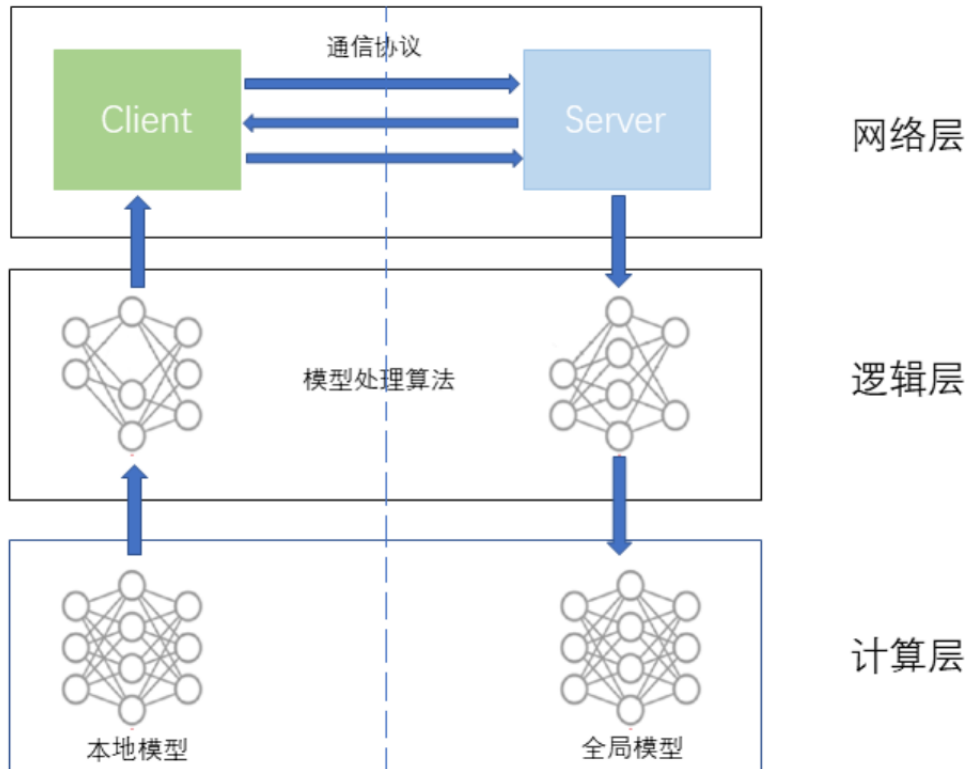 通信协议
Client
Server
网络层
模型处理算法
逻辑层
计算层
本地模型
全局模型